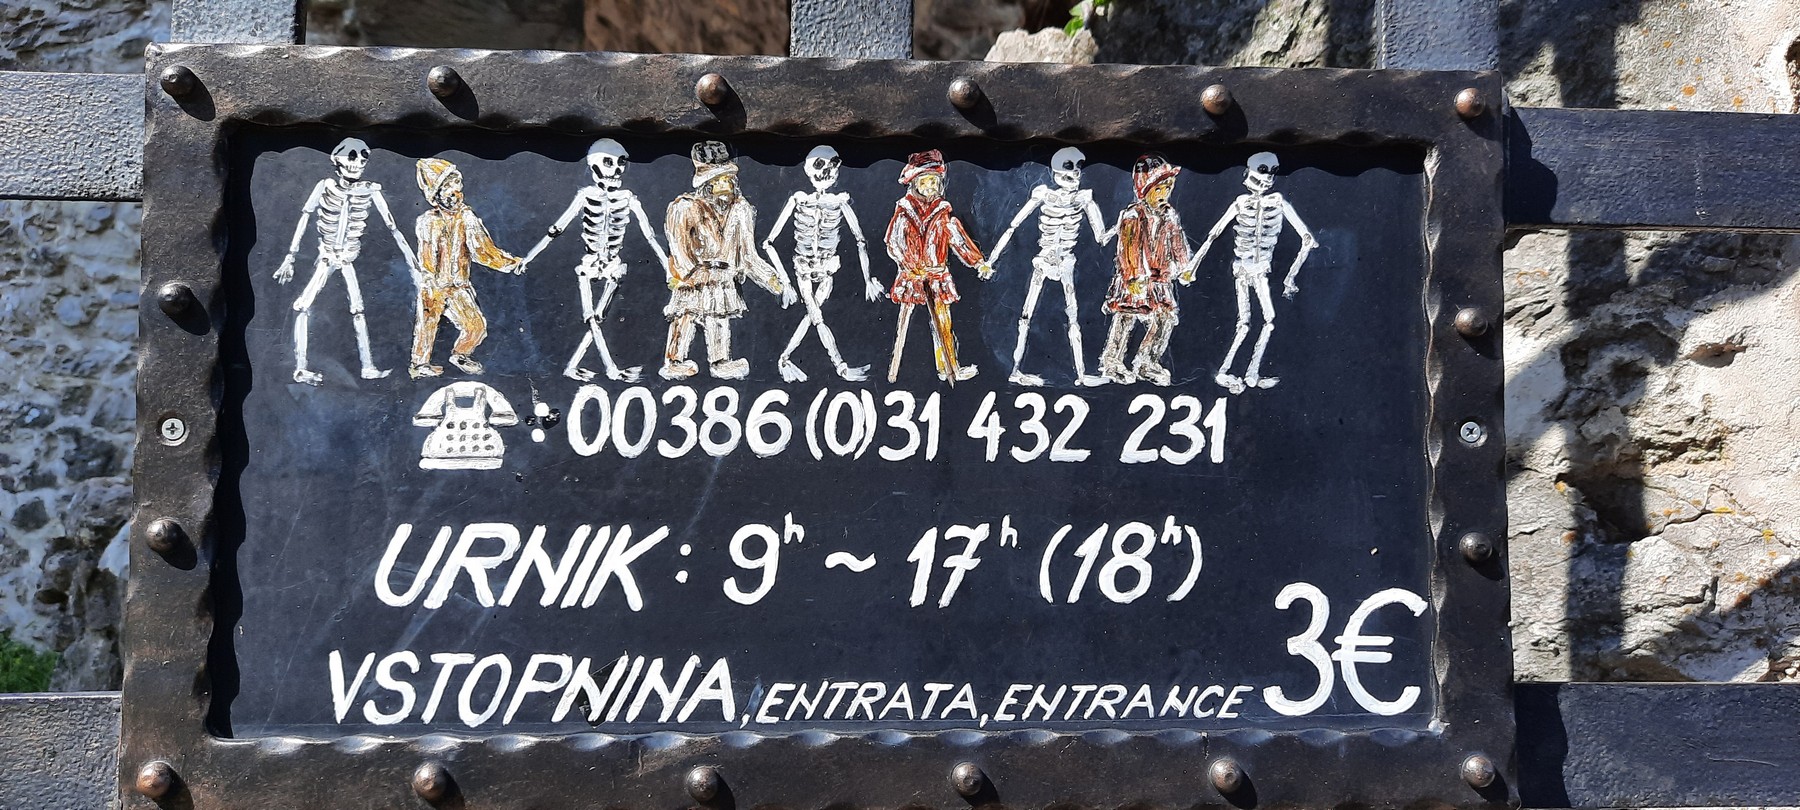 : 00386 (0)31 432 231
URNIK: 9h ~ 17h (18h)
VSTOPNINA, ENTRATA, ENTRANCE 3€